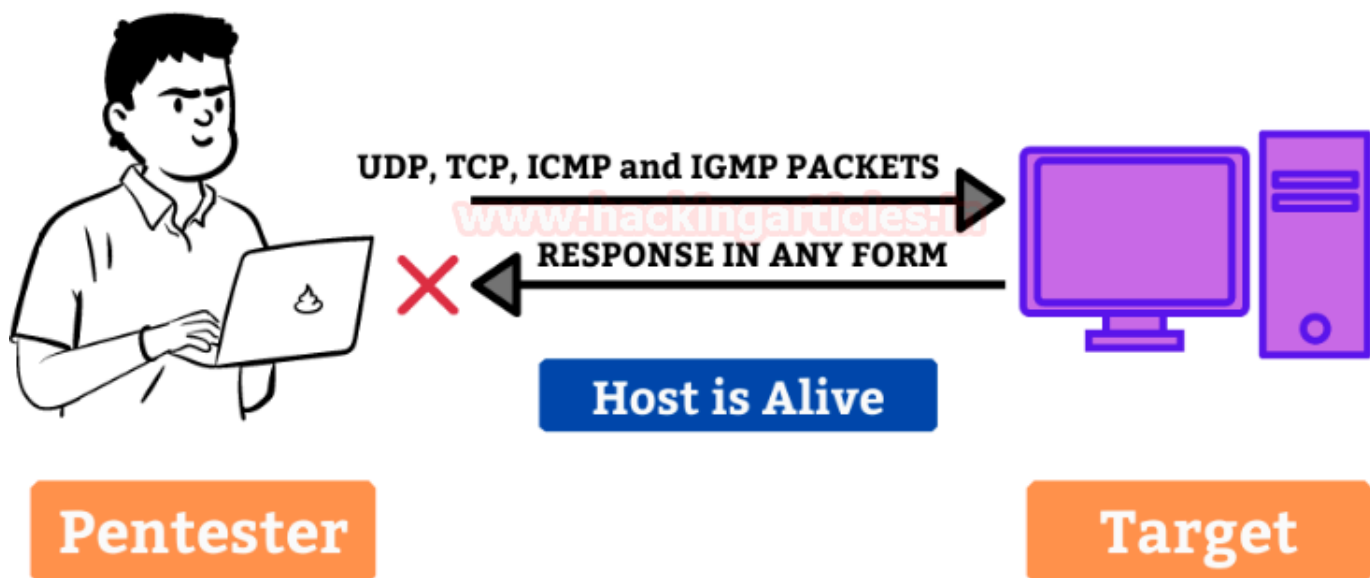 UDP, TCP, ICMP and IGMP PACKETS
www.hackingarticles.in
RESPONSE IN ANY FORM
Host is Alive
Pentester
Target